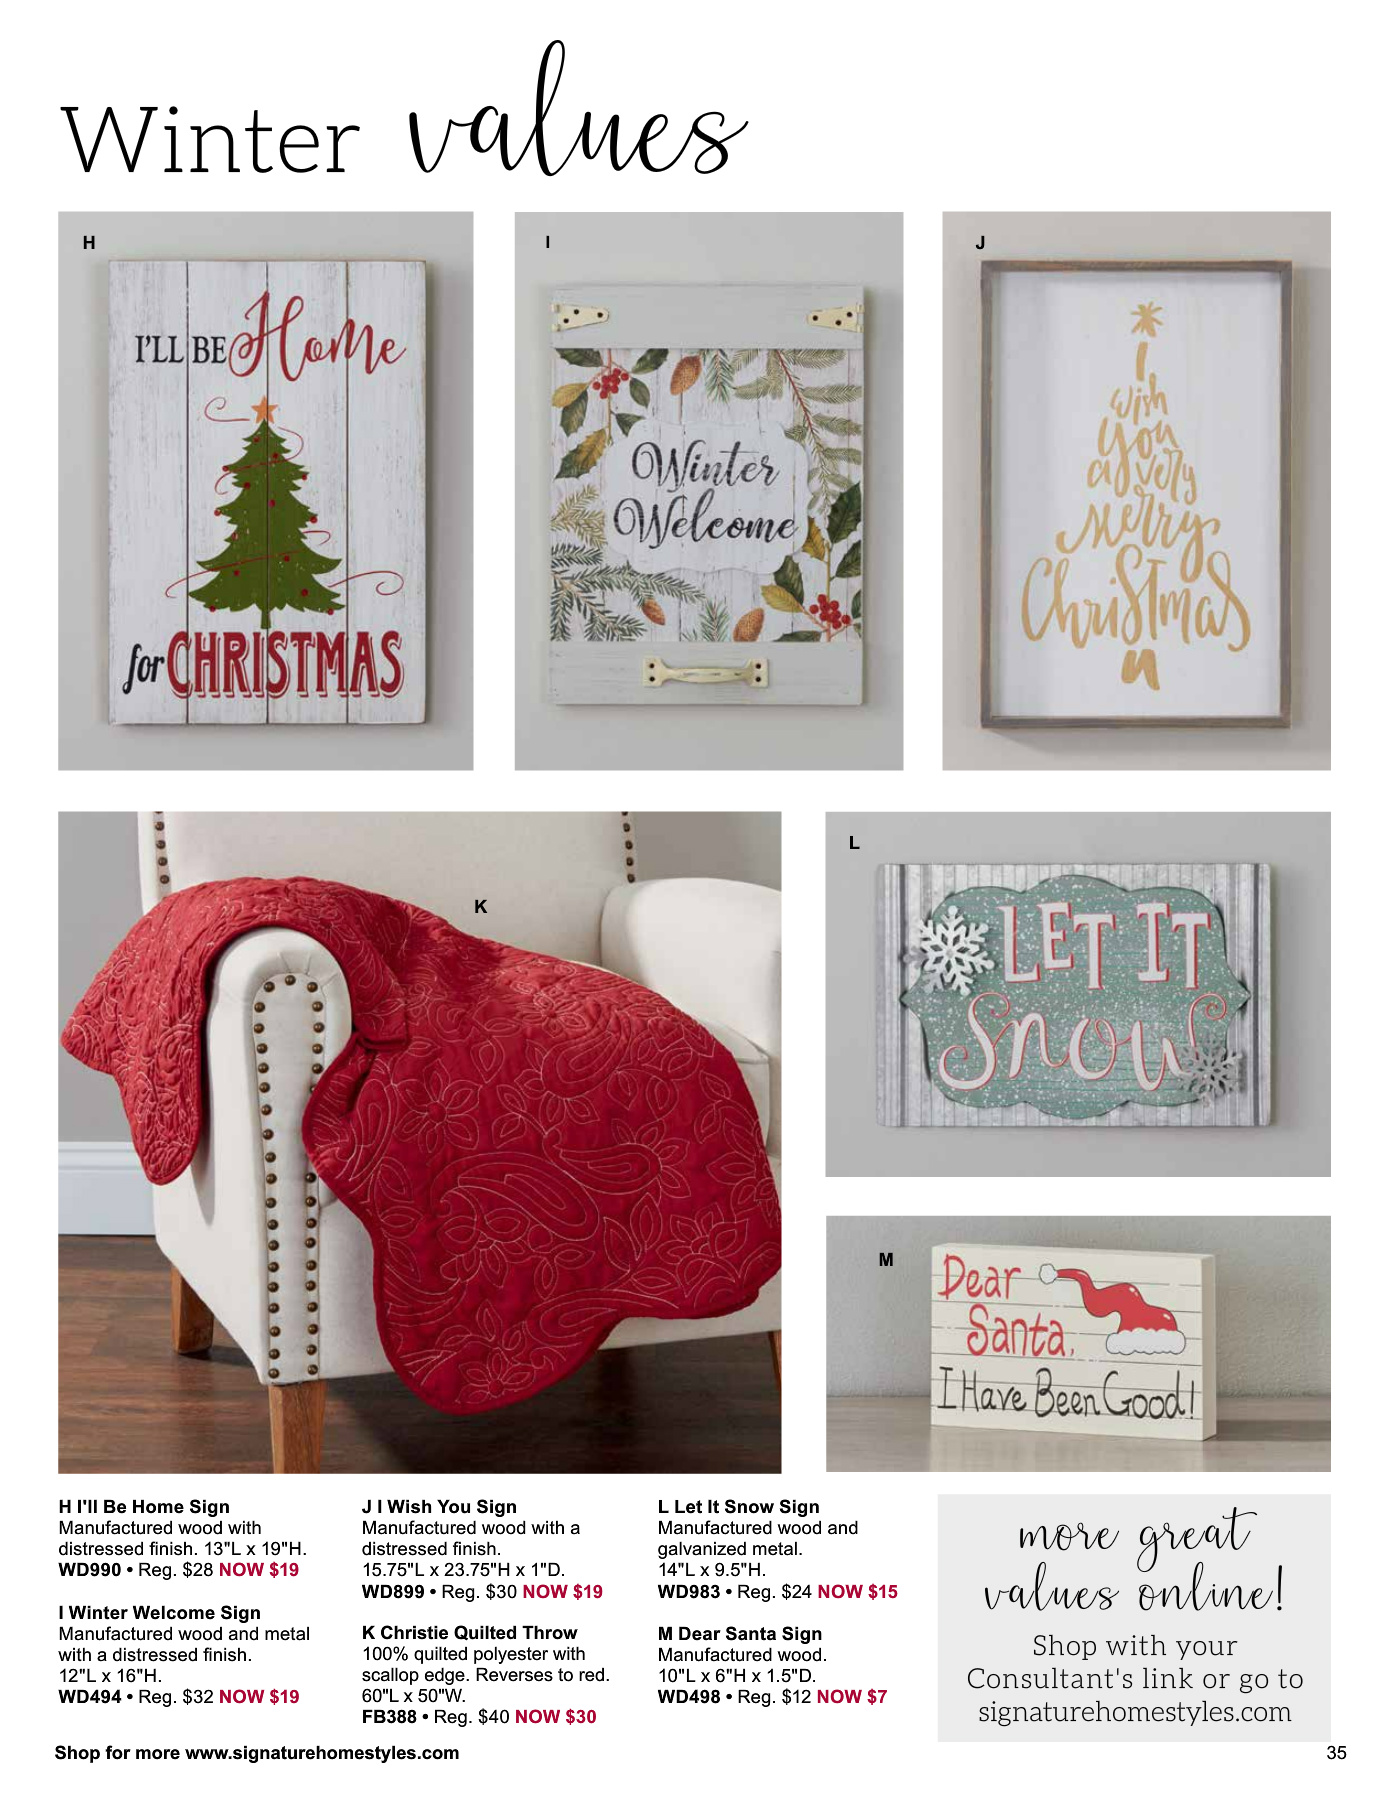 Winter values
H
I'LL BE Home
for CHRISTMAS
I
Winter
Welcome
J
I
wish
you
a very
Merry
Christmas
K
L
LET IT
Snow
M
Dear
Santa,
I Have Been Good!
H I'll Be Home Sign
Manufactured wood with
distressed finish. 13"L x 19"H.
WD990 • Reg. $28 NOW $19
I Winter Welcome Sign
Manufactured wood and metal
with a distressed finish.
12"L x 16"H.
WD494 • Reg. $32 NOW $19
J I Wish You Sign
Manufactured wood with a
distressed finish.
15.75"L x 23.75"H x 1"D.
WD899 • Reg. $30 NOW $19
K Christie Quilted Throw
100% quilted polyester with
scallop edge. Reverses to red.
60"L x 50"W.
FB388 • Reg. $40 NOW $30
L Let It Snow Sign
Manufactured wood and
galvanized metal.
14"L x 9.5"H.
WD983 • Reg. $24 NOW $15
M Dear Santa Sign
Manufactured wood.
10"L x 6"H x 1.5"D.
WD498 • Reg. $12 NOW $7
more great
values online!
Shop with your
Consultant's link or go to
signaturehomestyles.com
Shop for more www.signaturehomestyles.com
35